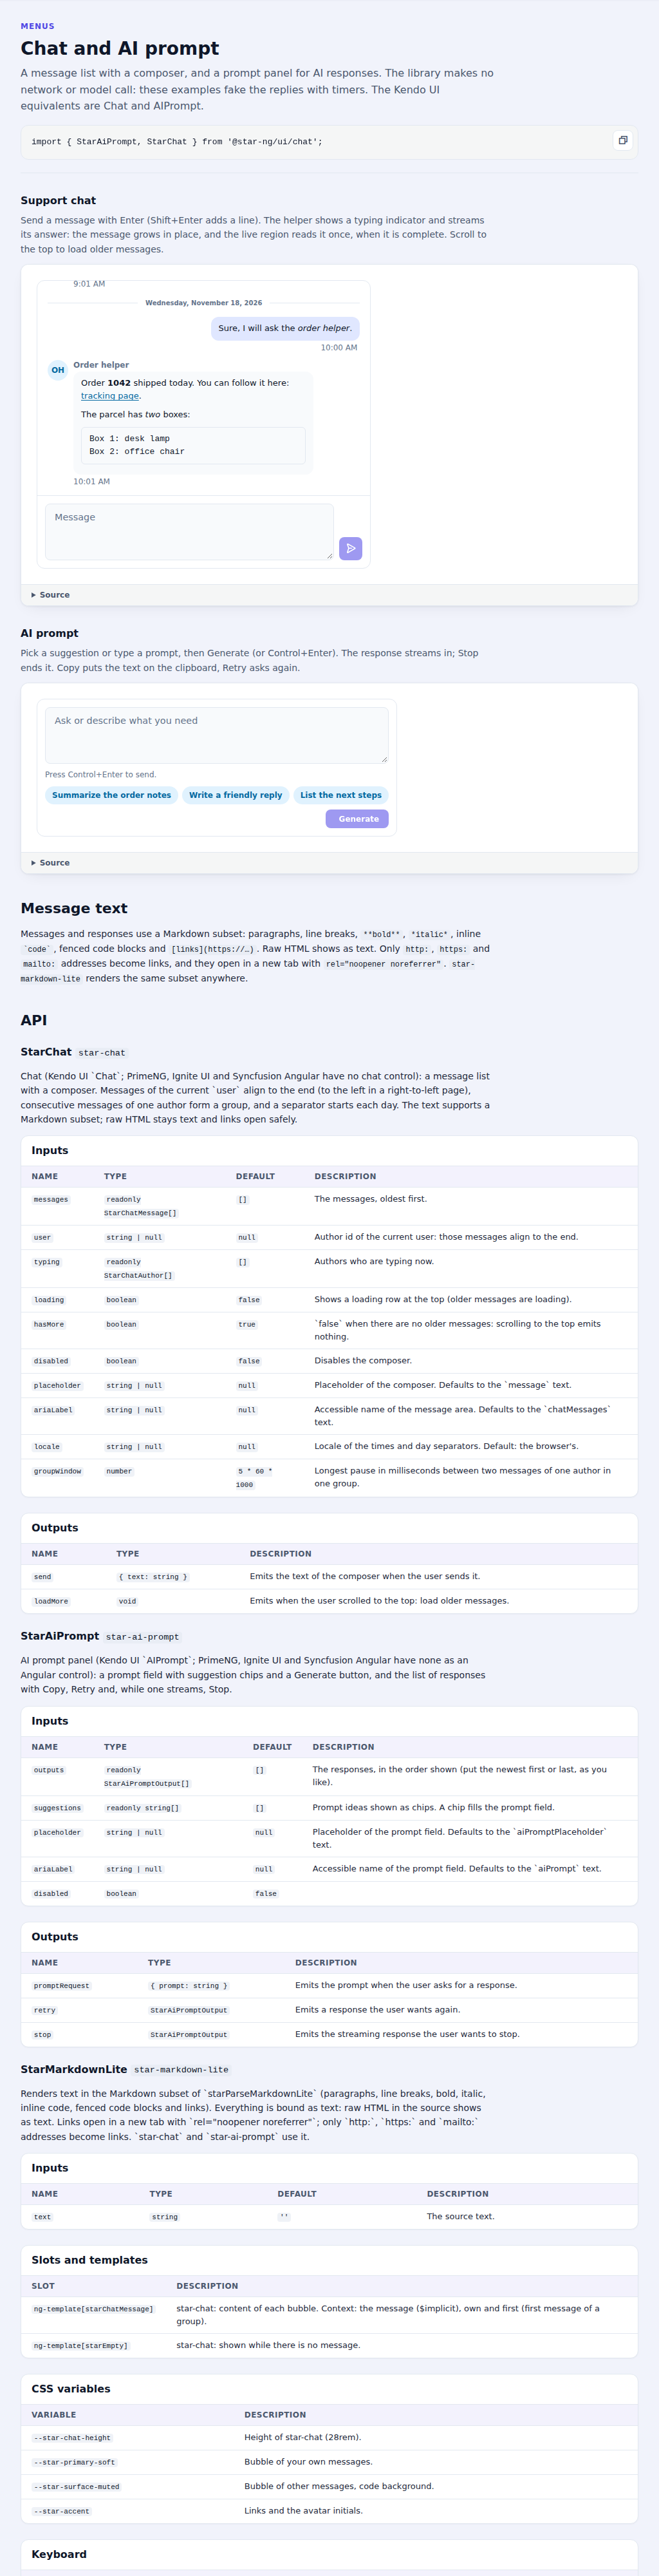 MENUS
Chat and AI prompt
A message list with a composer, and a prompt panel for AI responses. The library makes no
network or model call: these examples fake the replies with timers. The Kendo UI
equivalents are Chat and AIPrompt.
import { StarAiPrompt, StarChat } from '@star-ng/ui/chat';
Support chat
Send a message with Enter (Shift+Enter adds a line). The helper shows a typing indicator and streams
its answer: the message grows in place, and the live region reads it once, when it is complete. Scroll to
the top to load older messages.
9:01 AM
Wednesday, November 18, 2026
Sure, I will ask the order helper.
10:00 AM
OH
Order helper
Order 1042 shipped today. You can follow it here:
tracking page.
The parcel has two boxes:
Box 1: desk lamp
Box 2: office chair
10:01 AM
Message
Source
AI prompt
Pick a suggestion or type a prompt, then Generate (or Control+Enter). The response streams in; Stop
ends it. Copy puts the text on the clipboard, Retry asks again.
Ask or describe what you need
Press Control+Enter to send.
Summarize the order notes Write a friendly reply List the next steps
Generate
Source
Message text
Messages and responses use a Markdown subset: paragraphs, line breaks, **bold**, *italic*, inline
`code`, fenced code blocks and [links](https://…). Raw HTML shows as text. Only http:, https: and
mailto: addresses become links, and they open in a new tab with rel="noopener noreferrer". star-
markdown-lite renders the same subset anywhere.
API
StarChat star-chat
Chat (Kendo UI `Chat`; PrimeNG, Ignite UI and Syncfusion Angular have no chat control): a message list
with a composer. Messages of the current `user` align to the end (to the left in a right-to-left page),
consecutive messages of one author form a group, and a separator starts each day. The text supports a
Markdown subset; raw HTML stays text and links open safely.
Inputs
NAME TYPE DEFAULT DESCRIPTION
messages readonly StarChatMessage[] [] The messages, oldest first.
user string | null null Author id of the current user: those messages align to the end.
typing readonly StarChatAuthor[] [] Authors who are typing now.
loading boolean false Shows a loading row at the top (older messages are loading).
hasMore boolean true `false` when there are no older messages: scrolling to the top emits
nothing.
disabled boolean false Disables the composer.
placeholder string | null null Placeholder of the composer. Defaults to the `message` text.
ariaLabel string | null null Accessible name of the message area. Defaults to the `chatMessages`
text.
locale string | null null Locale of the times and day separators. Default: the browser's.
groupWindow number 5 * 60 * 1000 Longest pause in milliseconds between two messages of one author in
one group.
Outputs
NAME TYPE DESCRIPTION
send { text: string } Emits the text of the composer when the user sends it.
loadMore void Emits when the user scrolled to the top: load older messages.
StarAiPrompt star-ai-prompt
AI prompt panel (Kendo UI `AIPrompt`; PrimeNG, Ignite UI and Syncfusion Angular have none as an
Angular control): a prompt field with suggestion chips and a Generate button, and the list of responses
with Copy, Retry and, while one streams, Stop.
Inputs
NAME TYPE DEFAULT DESCRIPTION
outputs readonly StarAiPromptOutput[] [] The responses, in the order shown (put the newest first or last, as you
like).
suggestions readonly string[] [] Prompt ideas shown as chips. A chip fills the prompt field.
placeholder string | null null Placeholder of the prompt field. Defaults to the `aiPromptPlaceholder`
text.
ariaLabel string | null null Accessible name of the prompt field. Defaults to the `aiPrompt` text.
disabled boolean false
Outputs
NAME TYPE DESCRIPTION
promptRequest { prompt: string } Emits the prompt when the user asks for a response.
retry StarAiPromptOutput Emits a response the user wants again.
stop StarAiPromptOutput Emits the streaming response the user wants to stop.
StarMarkdownLite star-markdown-lite
Renders text in the Markdown subset of `starParseMarkdownLite` (paragraphs, line breaks, bold, italic,
inline code, fenced code blocks and links). Everything is bound as text: raw HTML in the source shows
as text. Links open in a new tab with `rel="noopener noreferrer"`; only `http:`, `https:` and `mailto:`
addresses become links. `star-chat` and `star-ai-prompt` use it.
Inputs
NAME TYPE DEFAULT DESCRIPTION
text string '' The source text.
Slots and templates
SLOT DESCRIPTION
ng-template[starChatMessage] star-chat: content of each bubble. Context: the message ($implicit), own and first (first message of a
group).
ng-template[starEmpty] star-chat: shown while there is no message.
CSS variables
VARIABLE DESCRIPTION
--star-chat-height Height of star-chat (28rem).
--star-primary-soft Bubble of your own messages.
--star-surface-muted Bubble of other messages, code background.
--star-accent Links and the avatar initials.
Keyboard